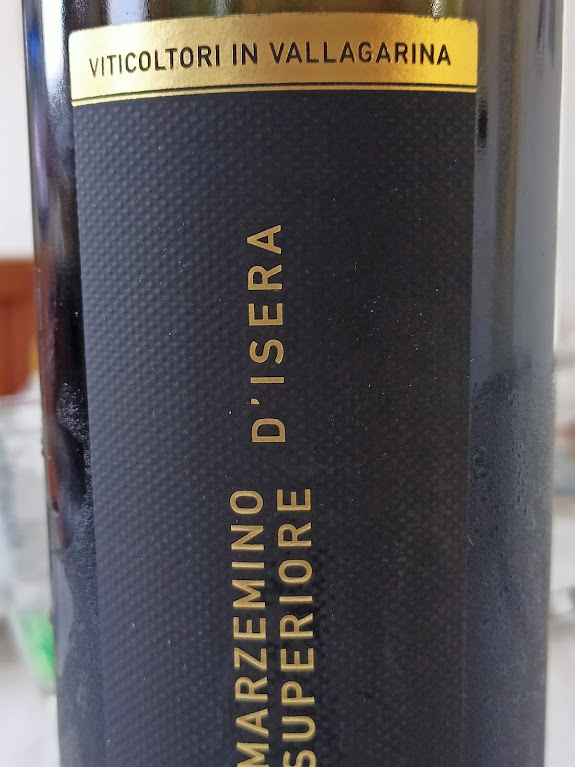 VITICOLTORI IN VALLAGARINA
MARZEMINO
SUPERIORE
D'ISERA